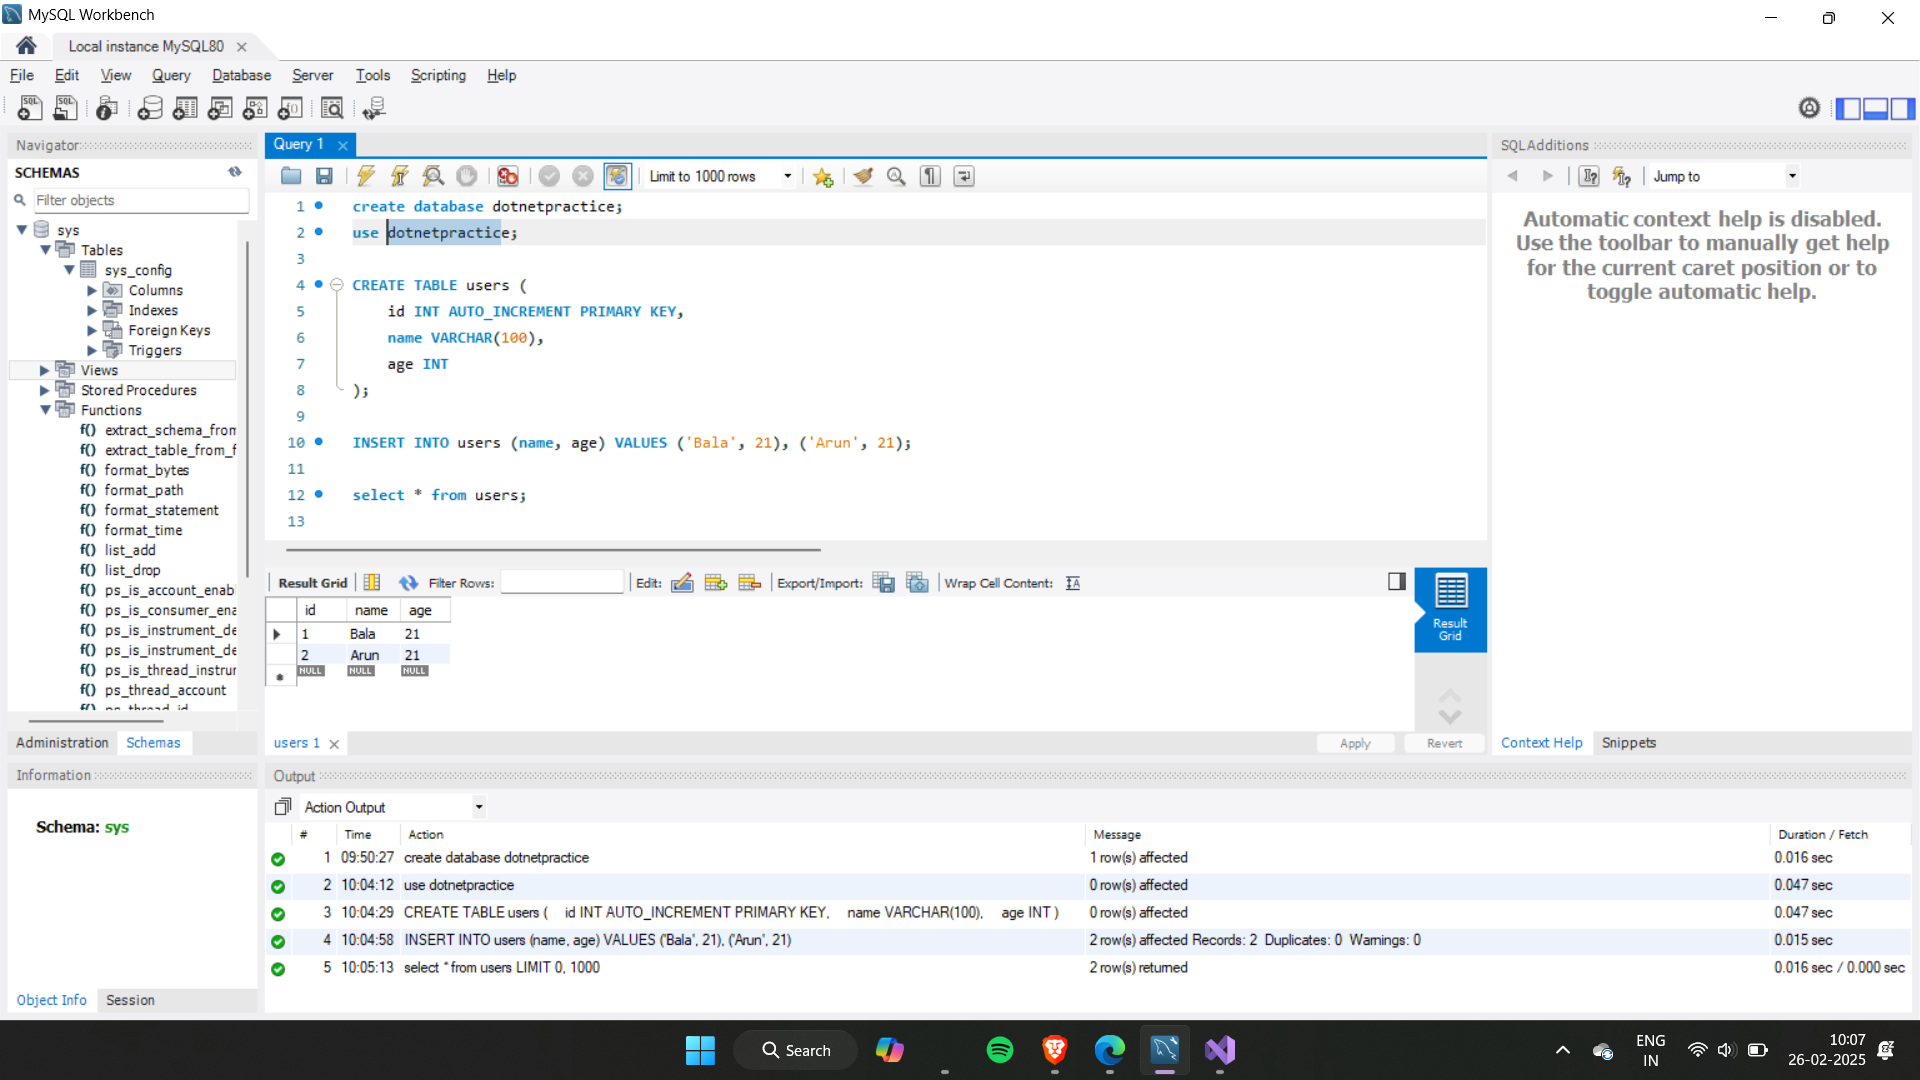 MySQL Workbench
Local instance MySQL80
File Edit View Query Database Server Tools Scripting Help
Navigator
SCHEMAS
Filter objects
sys
Tables
sys_config
Columns
Indexes
Foreign Keys
Triggers
Views
Stored Procedures
Functions
f() extract_schema_from
f() extract_table_from_f
f() format_bytes
f() format_path
f() format_statement
f() format_time
f() list_add
f() list_drop
f() ps_is_account_enabl
f() ps_is_consumer_ena
f() ps_is_instrument_de
f() ps_is_instrument_de
f() ps_is_thread_instrur
f() ps_thread_account
f() ps_thread_id
Administration Schemas
Information
Schema: sys
Object Info Session
Query 1
Limit to 1000 rows
1 create database dotnetpractice;
2 use dotnetpractice;
3
4 CREATE TABLE users (
5 id INT AUTO_INCREMENT PRIMARY KEY,
6 name VARCHAR(100),
7 age INT
8 );
9
10 INSERT INTO users (name, age) VALUES ('Bala', 21), ('Arun', 21);
11
12 select * from users;
13
Result Grid Filter Rows: Edit: Export/Import: Wrap Cell Content:
id name age
1 Bala 21
2 Arun 21
NULL NULL NULL
Result
Grid
users 1
Apply Revert
SQLAdditions
Jump to
Automatic context help is disabled.
Use the toolbar to manually get help
for the current caret position or to
toggle automatic help.
Context Help Snippets
Output
Action Output
# Time Action Message Duration / Fetch
1 09:50:27 create database dotnetpractice 1 row(s) affected 0.016 sec
2 10:04:12 use dotnetpractice 0 row(s) affected 0.047 sec
3 10:04:29 CREATE TABLE users ( id INT AUTO_INCREMENT PRIMARY KEY, name VARCHAR(100), age INT ) 0 row(s) affected 0.047 sec
4 10:04:58 INSERT INTO users (name, age) VALUES ('Bala', 21), ('Arun', 21) 2 row(s) affected Records: 2 Duplicates: 0 Warnings: 0 0.015 sec
5 10:05:13 select * from users LIMIT 0, 1000 2 row(s) returned 0.016 sec / 0.000 sec
Search
ENG
IN
10:07
26-02-2025